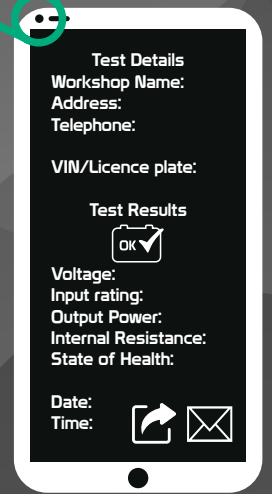 Test Details
Workshop Name:
Address:
Telephone:
VIN/Licence plate:
Test Results
OK
Voltage:
Input rating:
Output Power:
Internal Resistance:
State of Health:
Date:
Time: